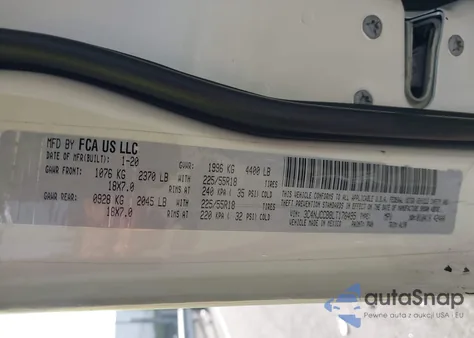 MFD BY FCA US LLC
DATE OF MFR(BUILT): 1-20 GVWR: 1996 KG 4400 LB
GAWR FRONT: 1076 KG 2370 LB WITH 225/55R18 TIRES
18X7.0 RIMS AT 240 KPA( 35 PSI) COLD
GAWR REAR: 0928 KG 2045 LB WITH 225/55R18 TIRES
18X7.0 RIMS AT 220 KPA( 32 PSI) COLD
THIS VEHICLE CONFORMS TO ALL APPLICABLE U.S.A. FEDERAL MOTOR VEHICLE SAFETY AND
THEFT PREVENTION STANDARDS IN EFFECT ON THE DATE OF MANUFACTURE SHOWN ABOVE.
VEHICLE MADE IN MEXICO
autoSnap
Pewne auta z aukcji USA - EU